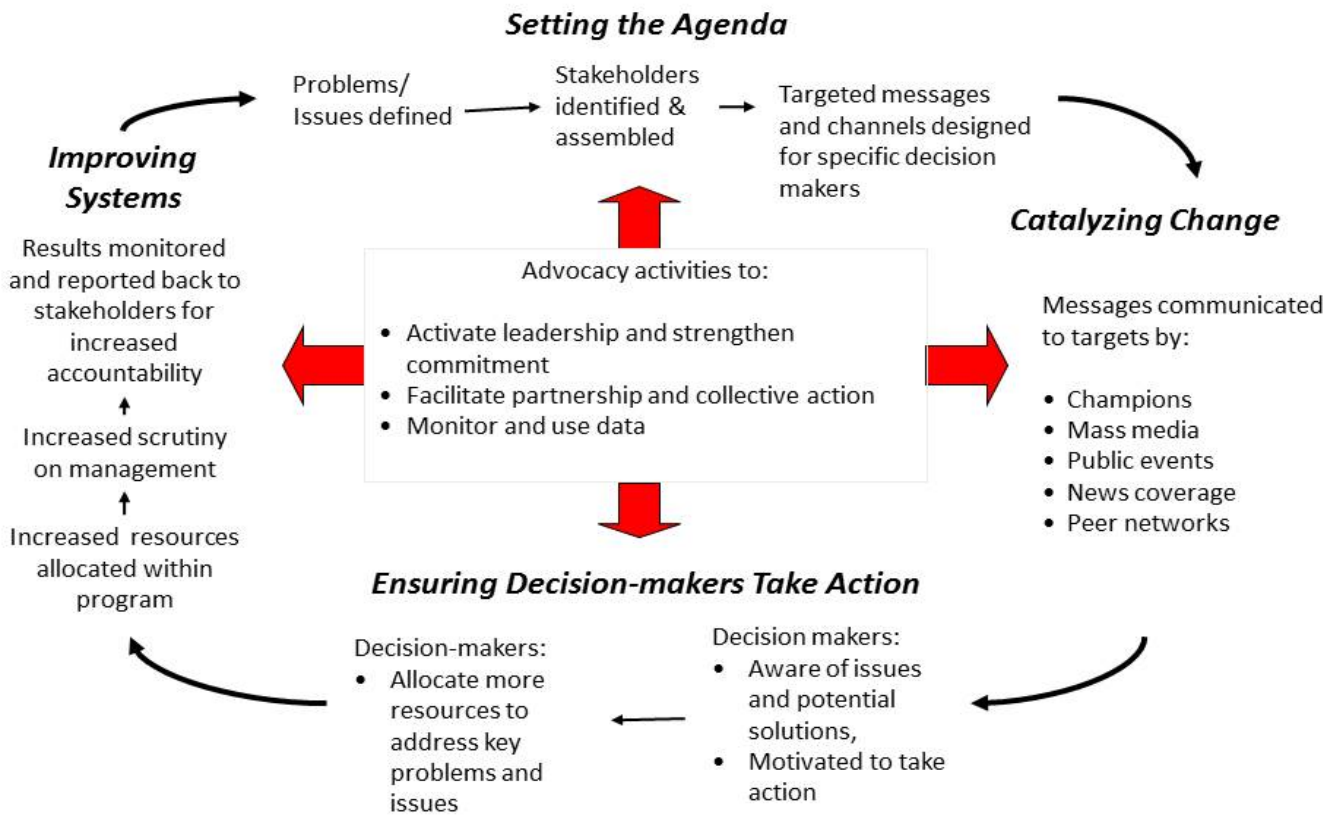 Setting the Agenda
Problems/
Issues defined
Stakeholders
identified &
assembled
Targeted messages
and channels designed
for specific decision
makers
Catalyzing Change
Messages communicated
to targets by:
• Champions
• Mass media
• Public events
• News coverage
• Peer networks
Ensuring Decision-makers Take Action
Decision makers:
• Aware of issues
and potential
solutions,
• Motivated to take
action
Decision-makers:
• Allocate more
resources to
address key
problems and
issues
Improving
Systems
Results monitored
and reported back to
stakeholders for
increased
accountability
Increased scrutiny
on management
Increased resources
allocated within
program
Advocacy activities to:
• Activate leadership and strengthen
commitment
• Facilitate partnership and collective action
• Monitor and use data